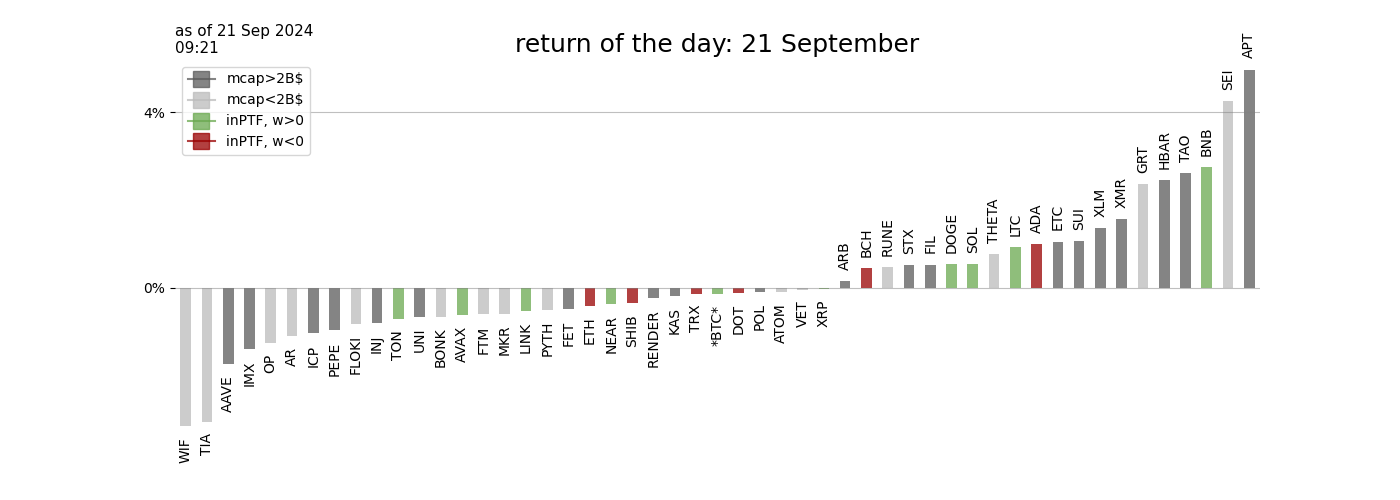 as of 21 Sep 2024
09:21
return of the day: 21 September
mcap>2B$
mcap<2B$
inPTF, w>0
inPTF, w<0
4%
0%
WIF
TIA
AAVE
IMX
OP
AR
ICP
PEPE
FLOKI
INJ
TON
UNI
BONK
AVAX
FTM
MKR
LINK
PYTH
FET
ETH
NEAR
SHIB
RENDER
KAS
TRX
*BTC*
DOT
POL
ATOM
VET
XRP
ARB
BCH
RUNE
STX
FIL
DOGE
SOL
THETA
LTC
ADA
ETC
SUI
XLM
XMR
GRT
HBAR
TAO
BNB
SEI
APT